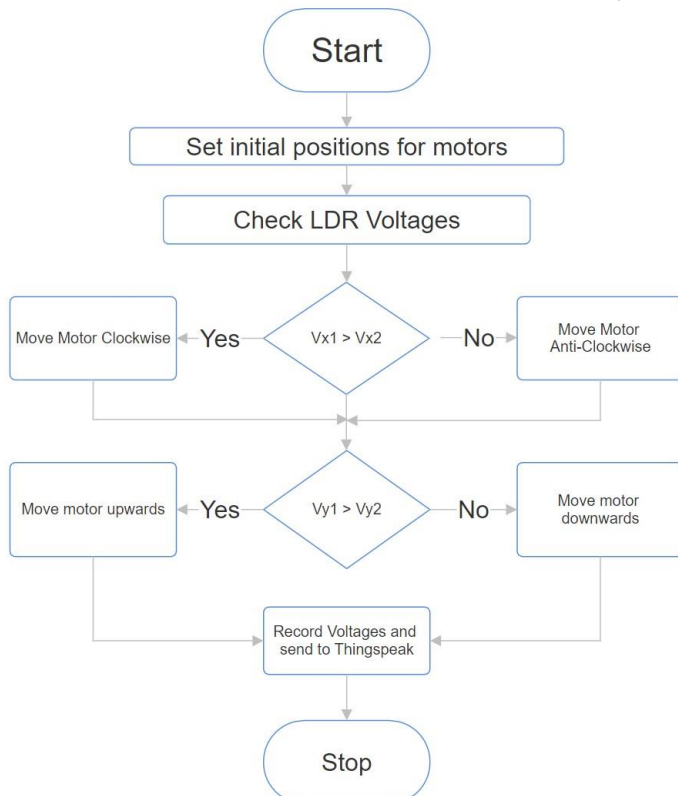 Start
Set initial positions for motors
Check LDR Voltages
Move Motor Clockwise
Yes
Vx1 > Vx2
No
Move Motor
Anti-Clockwise
Move motor upwards
Yes
Vy1 > Vy2
No
Move motor
downwards
Record Voltages and
send to Thingspeak
Stop